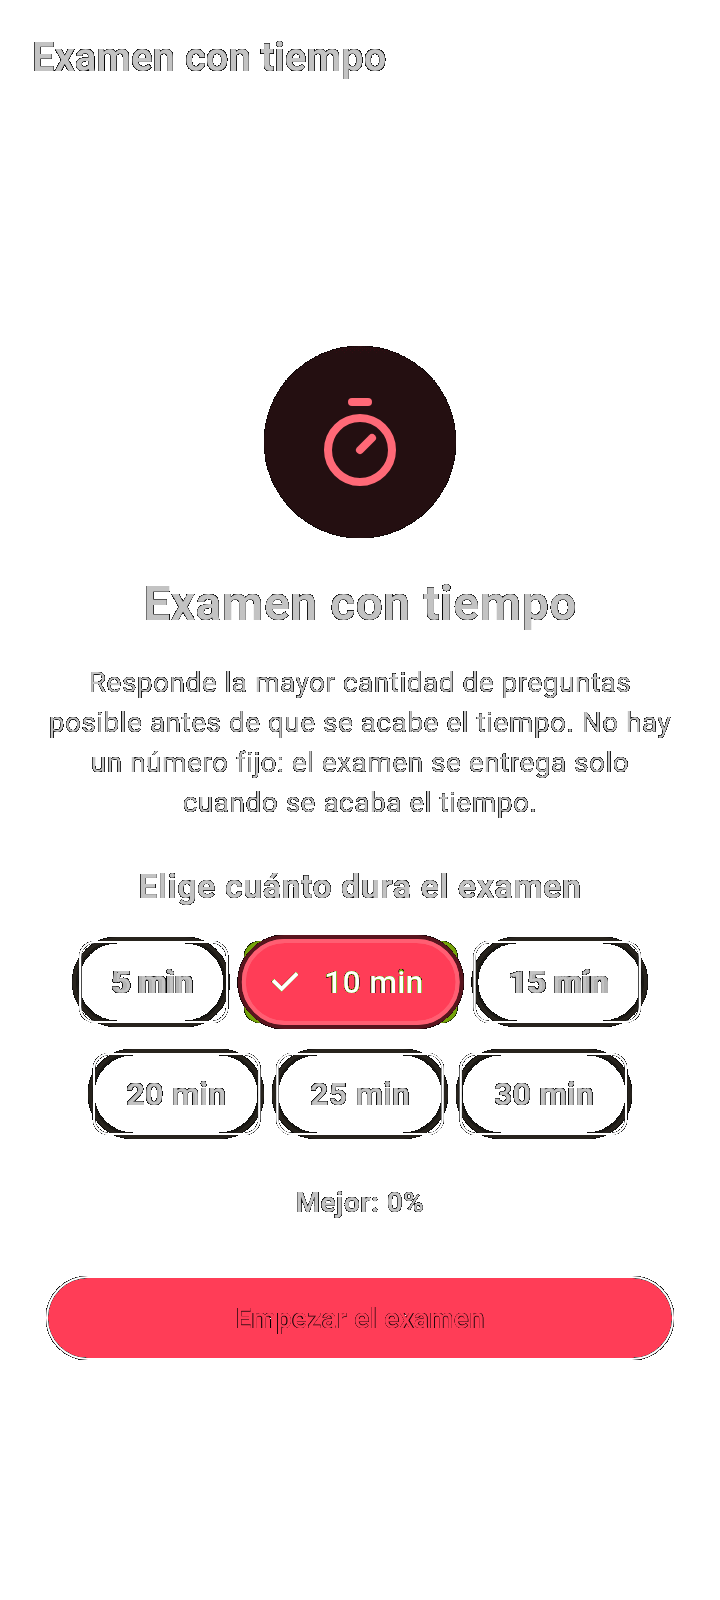 Examen con tiempo
Examen con tiempo
Responde la mayor cantidad de preguntas
posible antes de que se acabe el tiempo. No hay
un número fijo: el examen se entrega solo
cuando se acaba el tiempo.
Elige cuánto dura el examen
5 min
10 min
15 min
20 min
25 min
30 min
Mejor: 0%
Empezar el examen